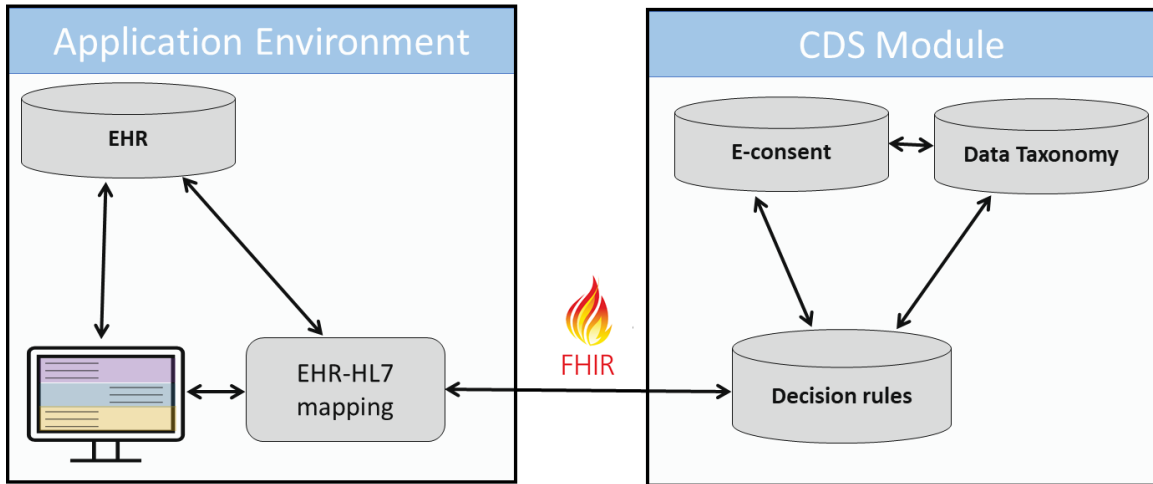 Application Environment
EHR
EHR-HL7
mapping
FHIR
CDS Module
E-consent
Data Taxonomy
Decision rules